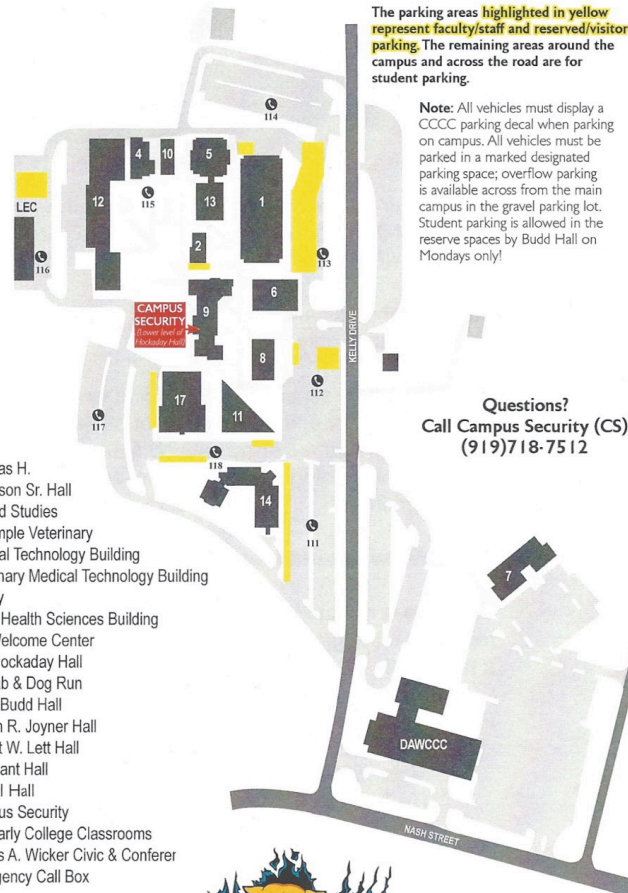 The parking areas highlighted in yellow
represent faculty/staff and reserved/visitor
parking. The remaining areas around the
campus and across the road are for
student parking.
Note: All vehicles must display a
CCCC parking decal when parking
on campus. All vehicles must be
parked in a marked designated
parking space; overflow parking
is available across from the main
campus in the gravel parking lot.
Student parking is allowed in the
reserve spaces by Budd Hall on
Mondays only!
114
4
10
5
12
13
1
115
LEC
2
116
113
6
CAMPUS
SECURITY
(Lower level of
Hockaday Hall)
9
KELLY DRIVE
8
112
17
11
117
118
14
111
Questions?
Call Campus Security (CS)
(919)718-7512
7
DAWCCC
NASH STREET
as H.
son Sr. Hall
d Studies
mple Veterinary
al Technology Building
nary Medical Technology Building
y
Health Sciences Building
Welcome Center
ockaday Hall
ab & Dog Run
Budd Hall
n R. Joyner Hall
t W. Lett Hall
ant Hall
l Hall
us Security
arly College Classrooms
s A. Wicker Civic & Conferer
gency Call Box